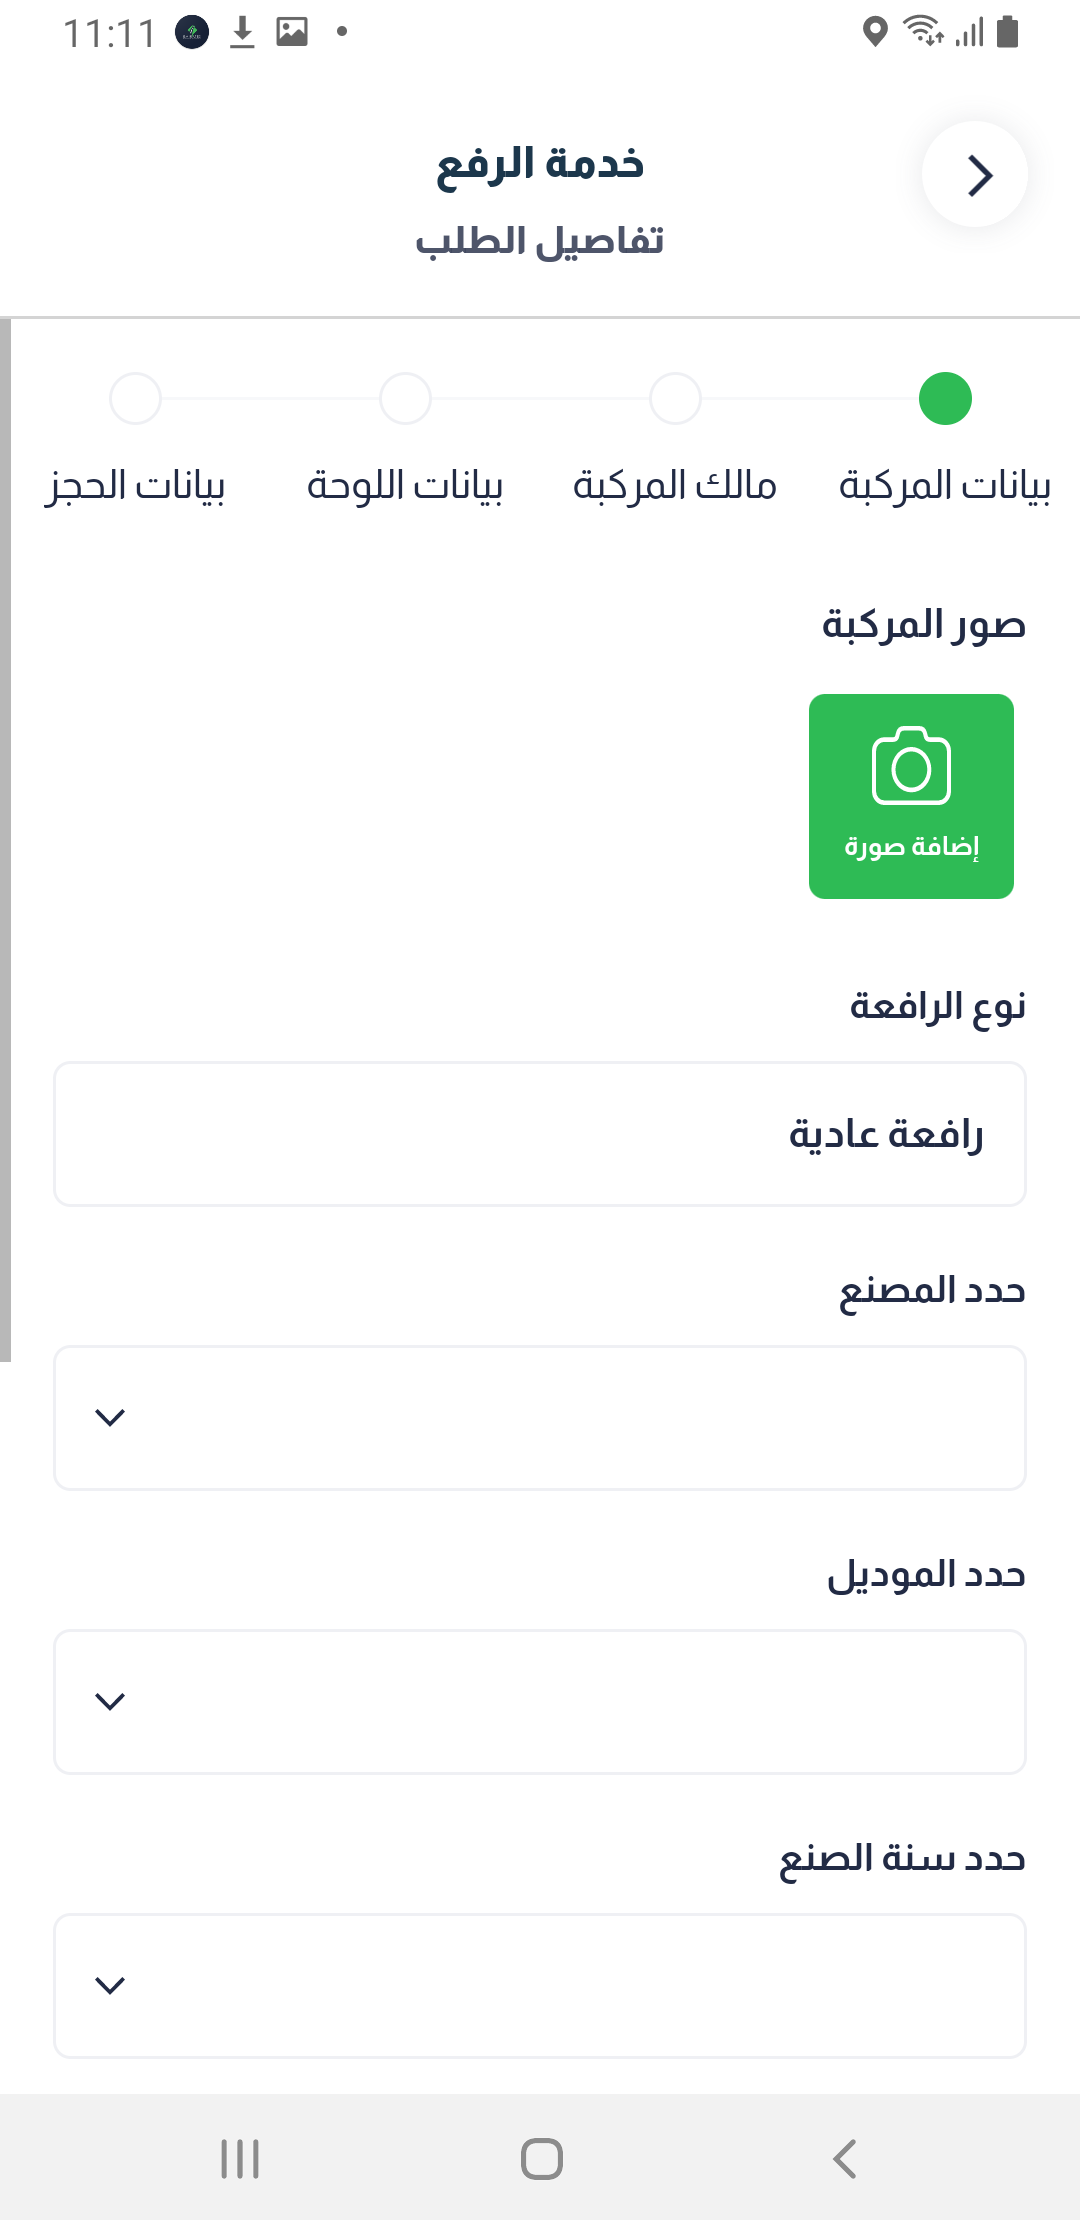 11:11
خدمة الرفع
تفاصيل الطلب
بيانات المركبة
مالك المركبة
بيانات اللوحة
بيانات الحجز
صور المركبة
إضافة صورة
نوع الرافعة
رافعة عادية
حدد المصنع
حدد الموديل
حدد سنة الصنع